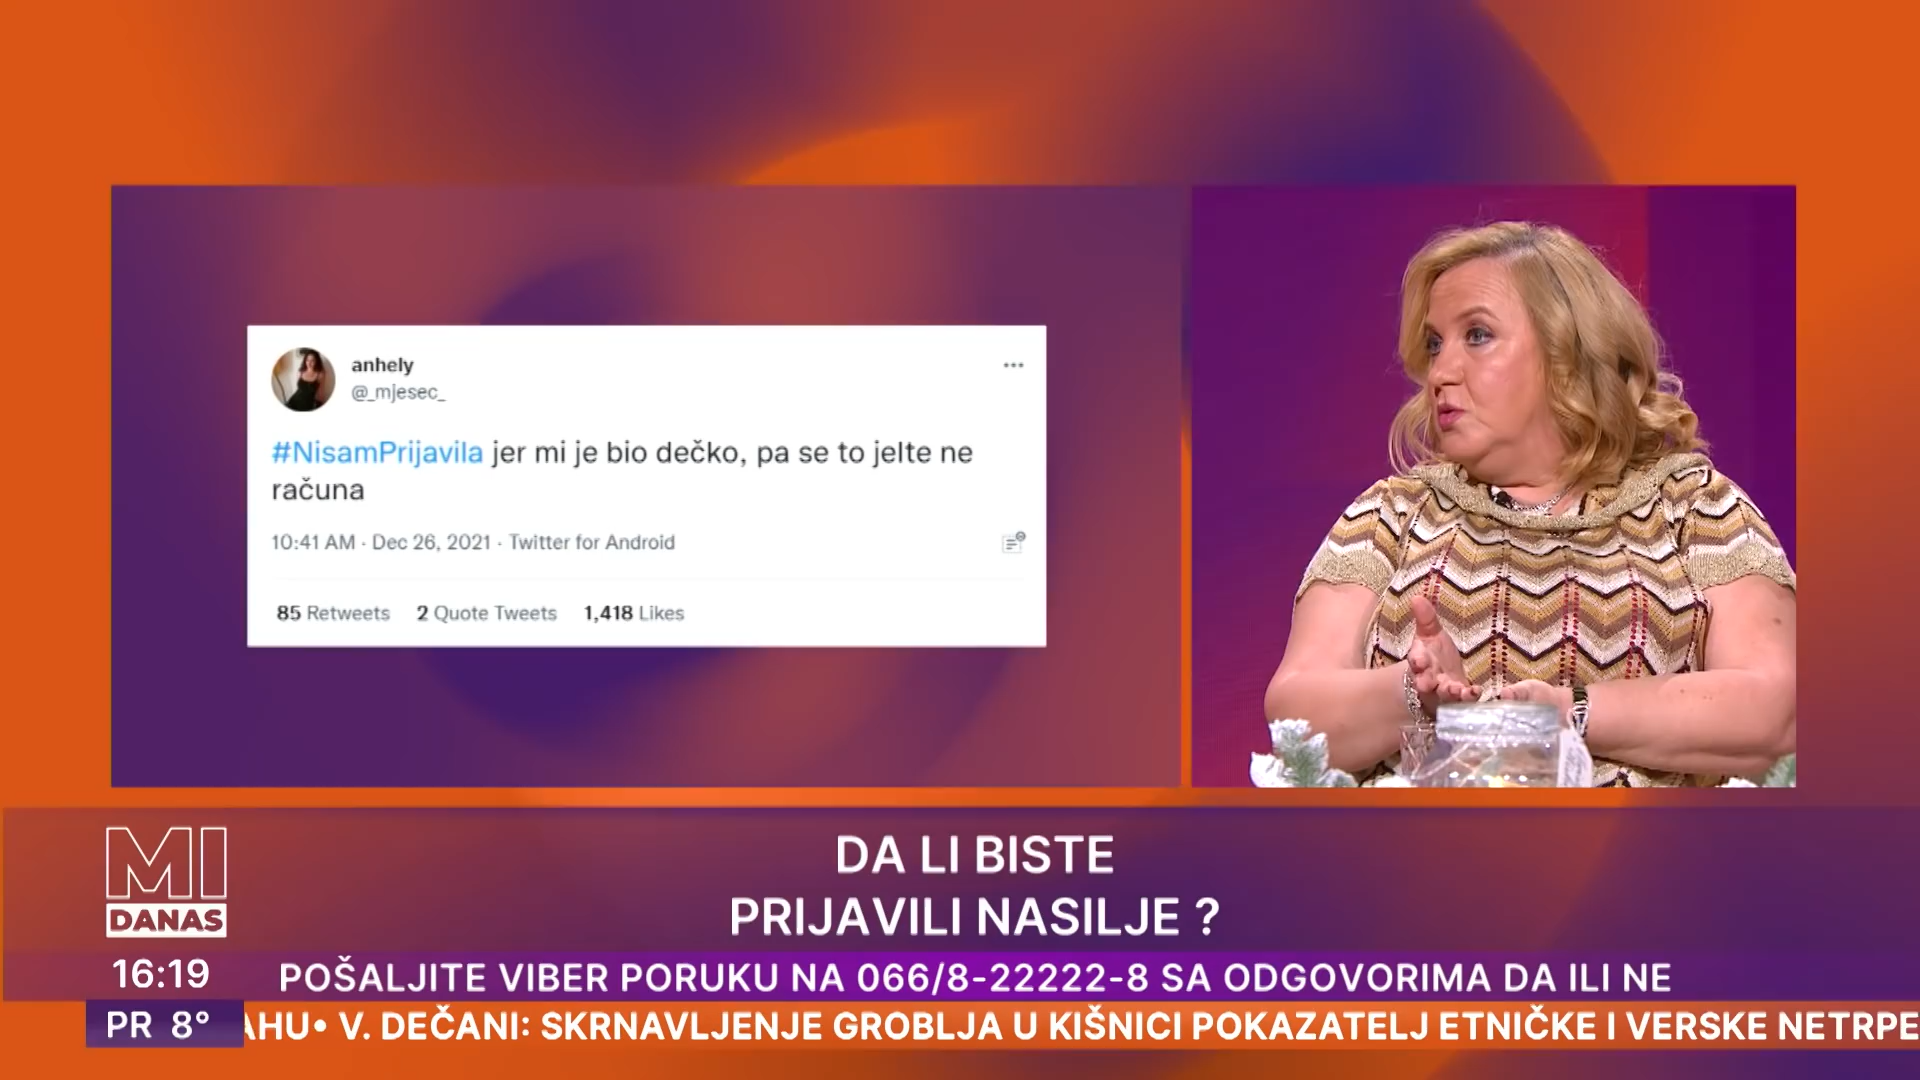 anhely
@_mjesec_
#NisamPrijavila jer mi je bio dečko, pa se to jelte ne
računa
10:41 AM · Dec 26, 2021 · Twitter for Android
85 Retweets 2 Quote Tweets 1,418 Likes
MI
DANAS
DA LI BISTE
PRIJAVILI NASILJE ?
16:19
POŠALJITE VIBER PORUKU NA 066/8-22222-8 SA ODGOVORIMA DA ILI NE
PR 8°
AHU• V. DEČANI: SKRNAVLJENJE GROBLJA U KIŠNICI POKAZATELJ ETNIČKE I VERSKE NETRPE